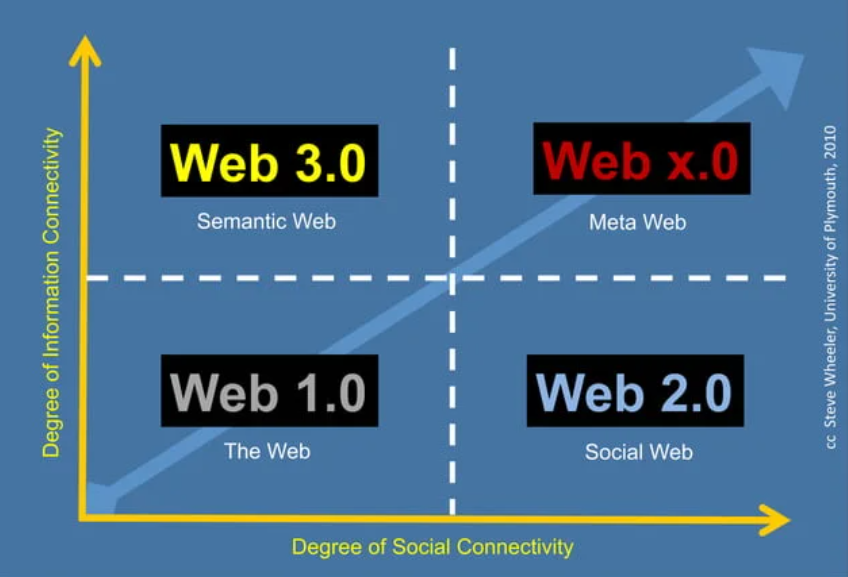 Degree of Information Connectivity
Web 3.0
Semantic Web
Web x.0
Meta Web
Web 1.0
The Web
Web 2.0
Social Web
Degree of Social Connectivity
cc Steve Wheeler, University of Plymouth, 2010